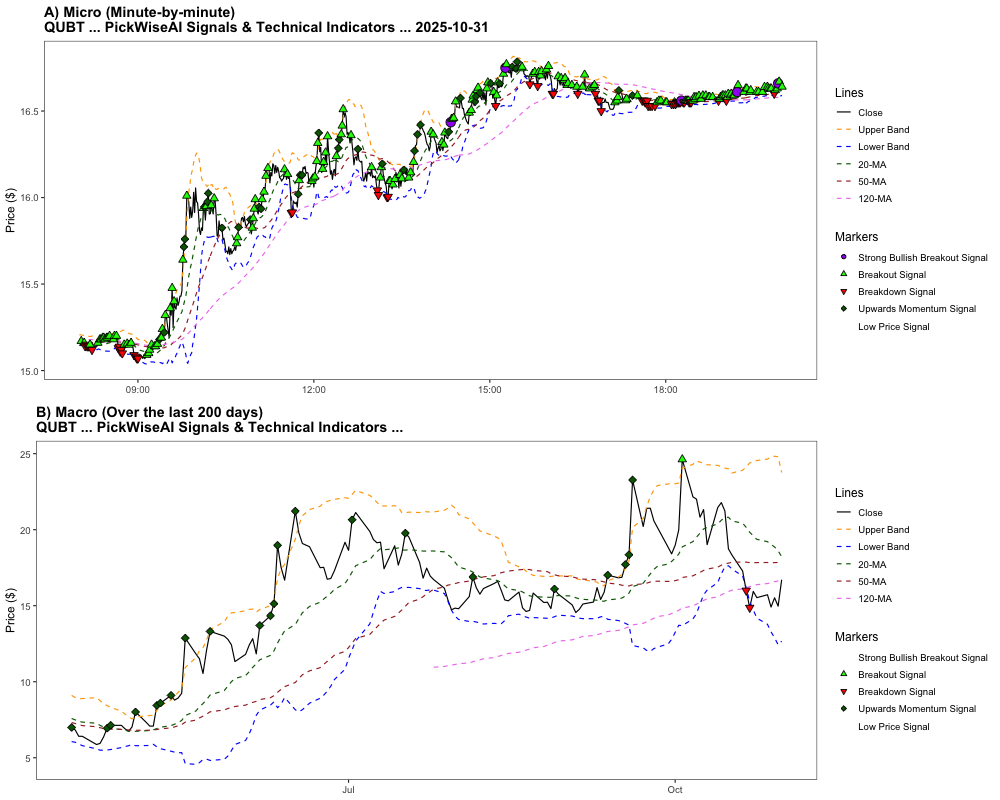 A) Micro (Minute-by-minute)
QUBT ... PickWiseAI Signals & Technical Indicators ... 2025-10-31
Price ($)
16.5
16.0
15.5
15.0
09:00
12:00
15:00
18:00
Lines
Close
Upper Band
Lower Band
20-MA
50-MA
120-MA
Markers
Strong Bullish Breakout Signal
Breakout Signal
Breakdown Signal
Upwards Momentum Signal
Low Price Signal
B) Macro (Over the last 200 days)
QUBT ... PickWiseAI Signals & Technical Indicators ...
Price ($)
25
20
15
10
5
Jul
Oct
Lines
Close
Upper Band
Lower Band
20-MA
50-MA
120-MA
Markers
Strong Bullish Breakout Signal
Breakout Signal
Breakdown Signal
Upwards Momentum Signal
Low Price Signal